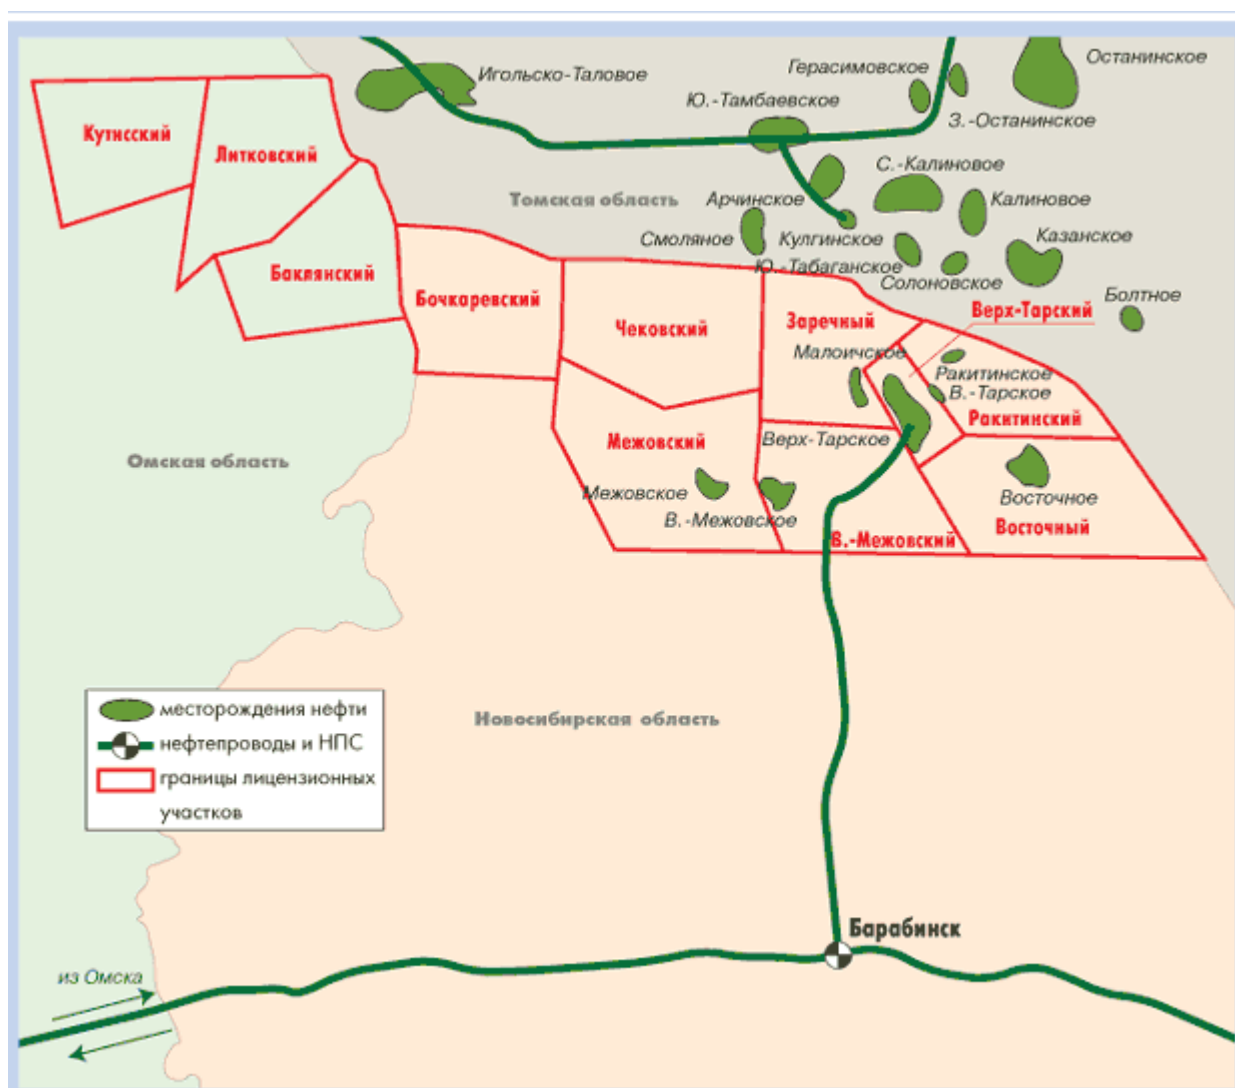 Останинское
Герасимовское
Игольско-Таловое
Ю.-Тамбаевское
З.-Останинское
Кутисский
Литковский
С.-Калиновое
Томская область
Арчинское
Калиновое
Смоляное
Кулгинское
Казанское
Ю.-Табаганское
Баклянский
Солоновское
Бочкаревский
Болтное
Верх-Тарский
Заречный
Чековский
Малоичское
Ракитинское
В.-Тарское
Ракитинский
Межовский
Верх-Тарское
Омская область
Межовское
Восточное
В.-Межовское
Восточный
В.-Межовский
месторождения нефти
нефтепроводы и НПС
границы лицензионных
участков
Новосибирская область
Барабинск
из Омска